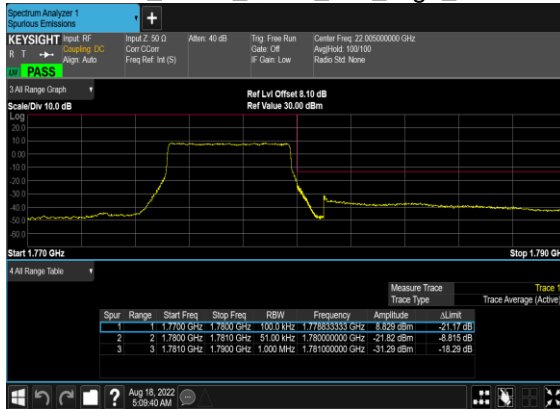 Spectrum Analyzer 1
Spurious Emissions
+
KEYSIGHT Input: RF Input Z: 50 Ω Atten: 40 dB Trig: Free Run Center Freq: 22.005000000 GHz
R T Coupling: DC Corr CCorr Gate: Off Avg|Hold: 100/100
Align: Auto Freq Ref: Int (S) IF Gain: Low Radio Std: None
PASS
3 All Range Graph
Ref Lvl Offset 8.10 dB
Scale/Div 10.0 dB Ref Value 30.00 dBm
Log
20.0
10.0
0.00
-10.0
-20.0
-30.0
-40.0
-50.0
-60.0
Start 1.770 GHz Stop 1.790 GH
4 All Range Table
Measure Trace Trace 1
Trace Type Trace Average (Active)
Spur Range Start Freq Stop Freq RBW Frequency Amplitude ΔLimit
1 1 1.7700 GHz 1.7800 GHz 100.0 kHz 1.778833333 GHz 8.829 dBm -21.17 dB
2 2 1.7800 GHz 1.7810 GHz 51.00 kHz 1.780000000 GHz -21.82 dBm -8.815 dB
3 3 1.7810 GHz 1.7900 GHz 1.000 MHz 1.781000000 GHz -31.29 dBm -18.29 dB
? Aug 18, 2022
5:09:40